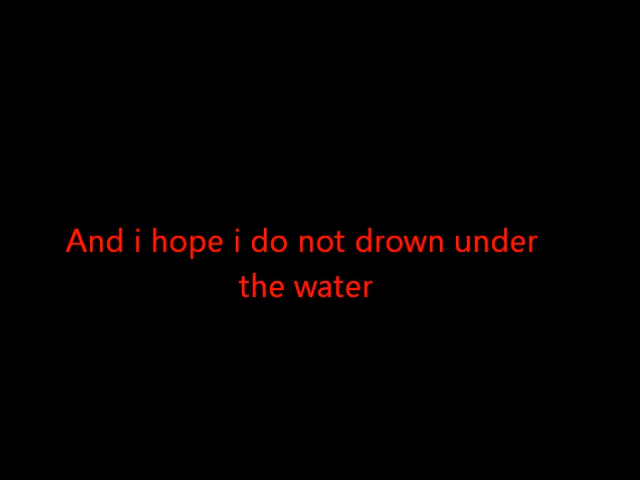 And i hope i do not drown under
the water